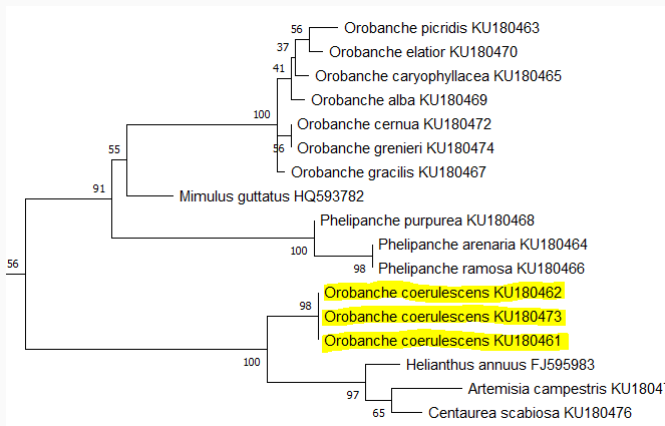 56
Orobanche picridis KU180463
37
Orobanche elatior KU180470
41
Orobanche caryophyllacea KU180465
Orobanche alba KU180469
100
Orobanche cernua KU180472
56
Orobanche grenieri KU180474
Orobanche gracilis KU180467
55
91
Mimulus guttatus HQ593782
Phelipanche purpurea KU180468
100
Phelipanche arenaria KU180464
98
Phelipanche ramosa KU180466
56
Orobanche coerulescens KU180462
98
Orobanche coerulescens KU180473
Orobanche coerulescens KU180461
100
Helianthus annuus FJ595983
97
Artemisia campestris
65
Centaurea scabiosa KU180476